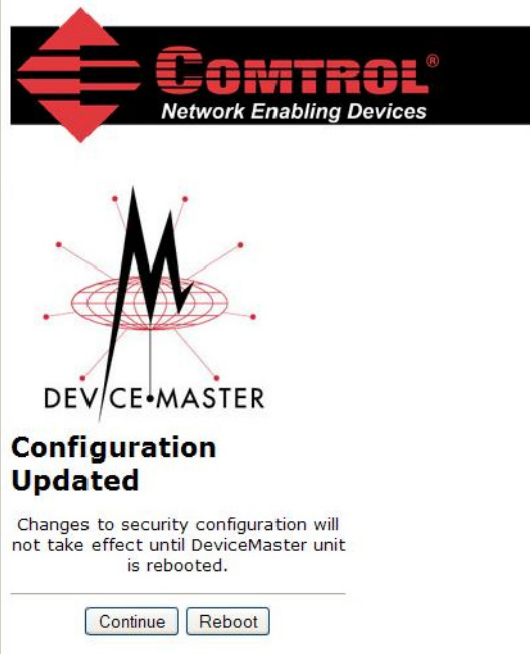 COMTROL®
Network Enabling Devices
DEVICE•MASTER
Configuration
Updated
Changes to security configuration will
not take effect until DeviceMaster unit
is rebooted.
Continue Reboot